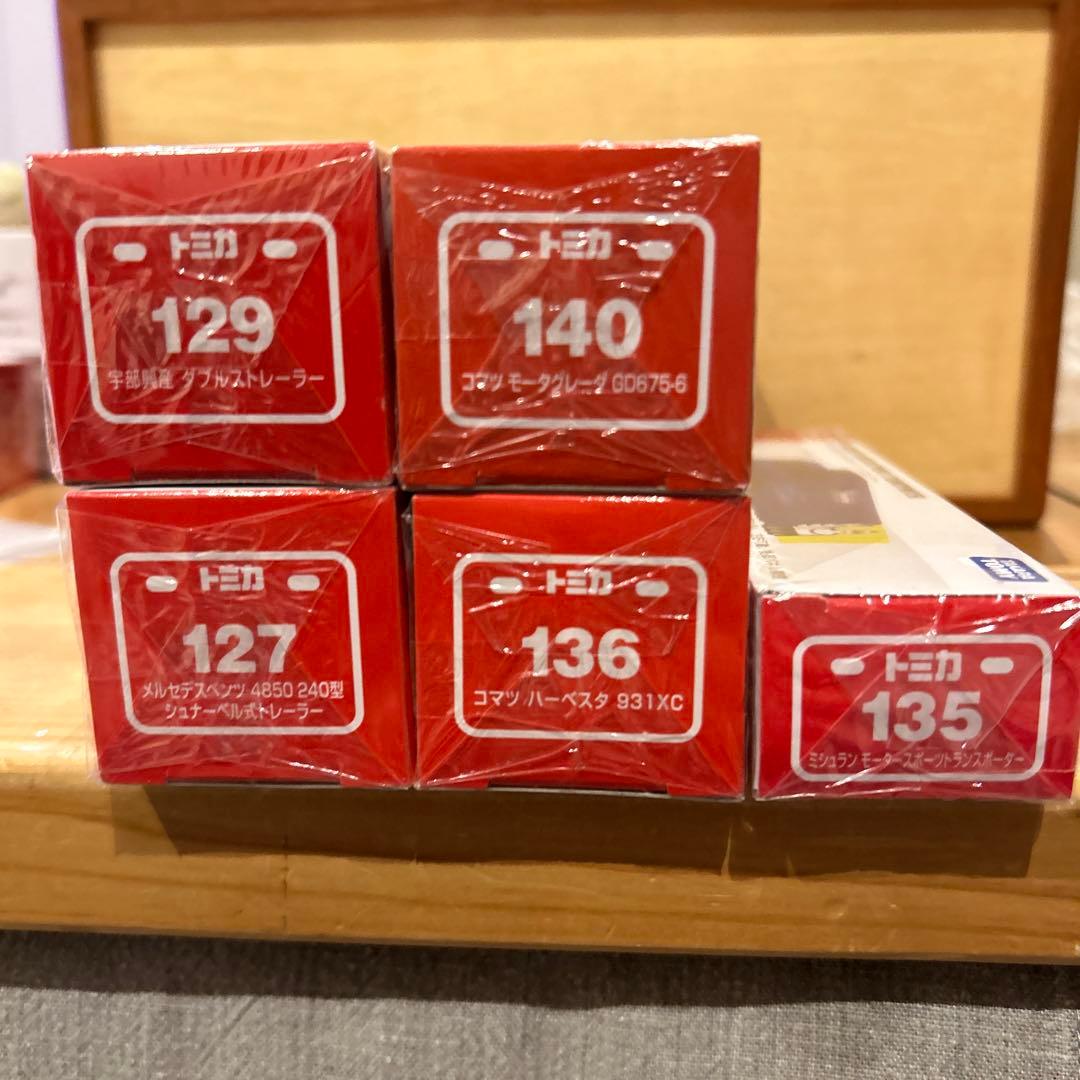 トミカ
129
宇部興産 ダブルストレーラー
トミカ
140
コマツ モータグレーダ GD675-6
トミカ
127
メルセデスベンツ 4850 240型
シュナーベル式トレーラー
トミカ
136
コマツ ハーベスタ 931XC
TAKARA
TOMY
トミカ
135
ミシュラン モータースポーツトランスポーター